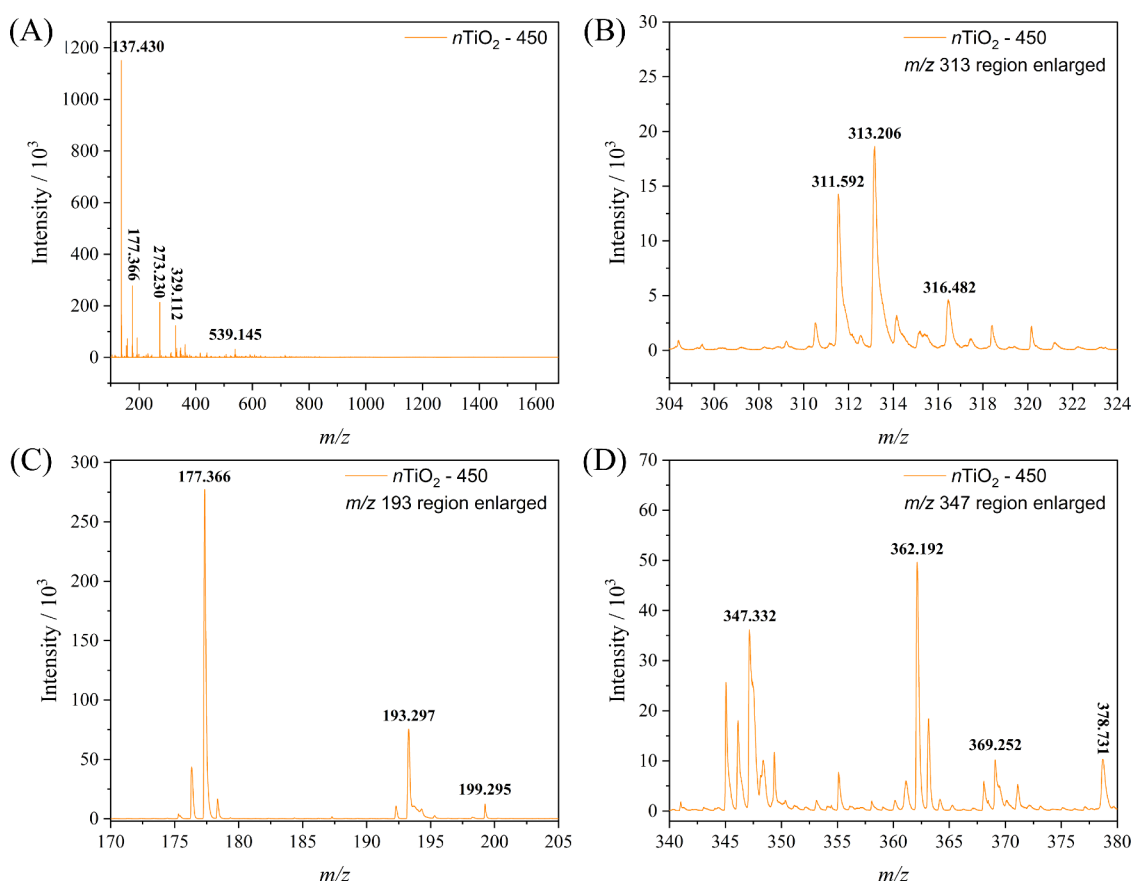 (A)
nTiO₂ - 450
137.430
177.366
273.230
329.112
539.145
1200
1000
800
600
400
200
0
Intensity / 10³
200 400 600 800 1000 1200 1400 1600
m/z
(B)
nTiO₂ - 450
m/z 313 region enlarged
313.206
311.592
316.482
30
25
20
15
10
5
0
Intensity / 10³
304 306 308 310 312 314 316 318 320 322 324
m/z
(C)
nTiO₂ - 450
m/z 193 region enlarged
177.366
193.297
199.295
300
250
200
150
100
50
0
Intensity / 10³
170 175 180 185 190 195 200 205
m/z
(D)
nTiO₂ - 450
m/z 347 region enlarged
362.192
347.332
369.252
378.731
70
60
50
40
30
20
10
0
Intensity / 10³
340 350 360 370 380
m/z